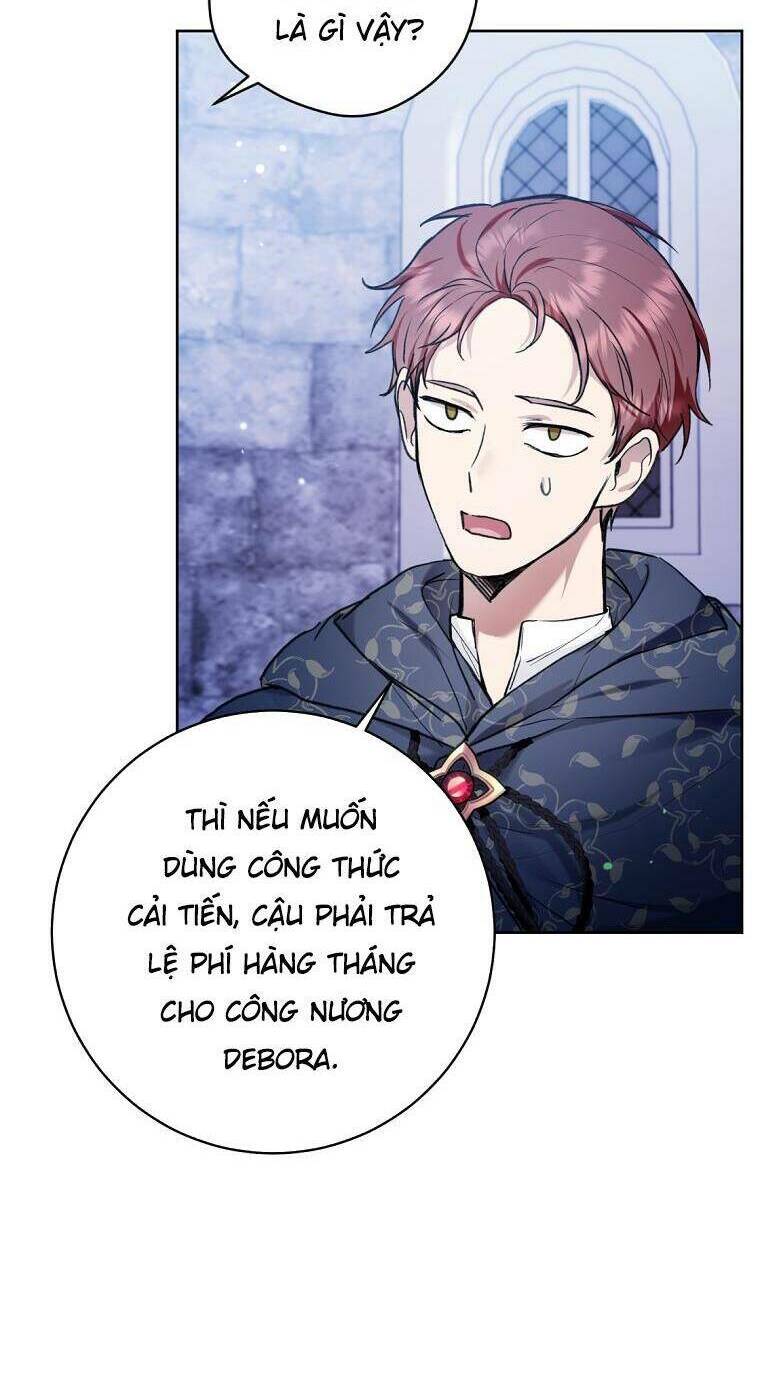 LÀ GÌ VẬY?
THÌ NẾU MUỐN
DÙNG CÔNG THỨC
CẢI TIẾN, CẬU PHẢI TRẢ
LỆ PHÍ HÀNG THÁNG
CHO CÔNG NƯƠNG
DEBORA.